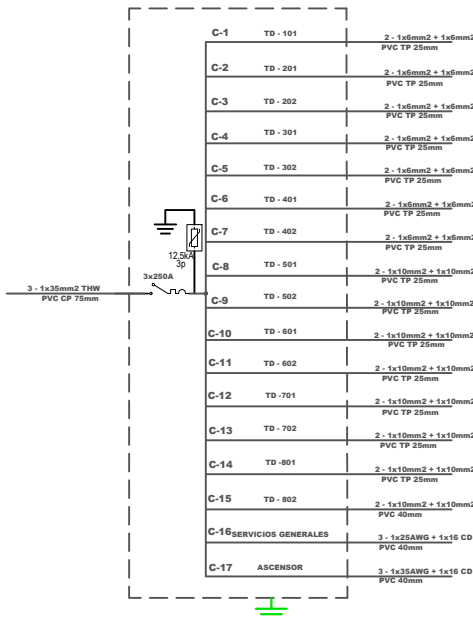 C-1 TD - 101 2 - 1x6mm2 + 1x6mm2
PVC TP 25mm
C-2 TD - 201 2 - 1x6mm2 + 1x6mm2
PVC TP 25mm
C-3 TD - 202 2 - 1x6mm2 + 1x6mm2
PVC TP 25mm
C-4 TD - 301 2 - 1x6mm2 + 1x6mm2
PVC TP 25mm
C-5 TD - 302 2 - 1x6mm2 + 1x6mm2
PVC TP 25mm
C-6 TD - 401 2 - 1x6mm2 + 1x6mm2
PVC TP 25mm
C-7 TD - 402 2 - 1x6mm2 + 1x6mm2
PVC TP 25mm
12.5kA
3p
C-8 TD - 501 2 - 1x10mm2 + 1x10mm2
PVC TP 25mm
3x250A
3 - 1x35mm2 THW
PVC CP 75mm
C-9 TD - 502 2 - 1x10mm2 + 1x10mm2
PVC TP 25mm
C-10 TD - 601 2 - 1x10mm2 + 1x10mm2
PVC TP 25mm
C-11 TD - 602 2 - 1x10mm2 + 1x10mm2
PVC TP 25mm
C-12 TD -701 2 - 1x10mm2 + 1x10mm2
PVC TP 25mm
C-13 TD - 702 2 - 1x10mm2 + 1x10mm2
PVC TP 25mm
C-14 TD -801 2 - 1x10mm2 + 1x10mm2
PVC TP 25mm
C-15 TD - 802 2 - 1x10mm2 + 1x10mm2
PVC 40mm
C-16 SERVICIOS GENERALES 3 - 1x25AWG + 1x16 CD
PVC 40mm
C-17 ASCENSOR 3 - 1x35AWG + 1x16 CD
PVC 40mm